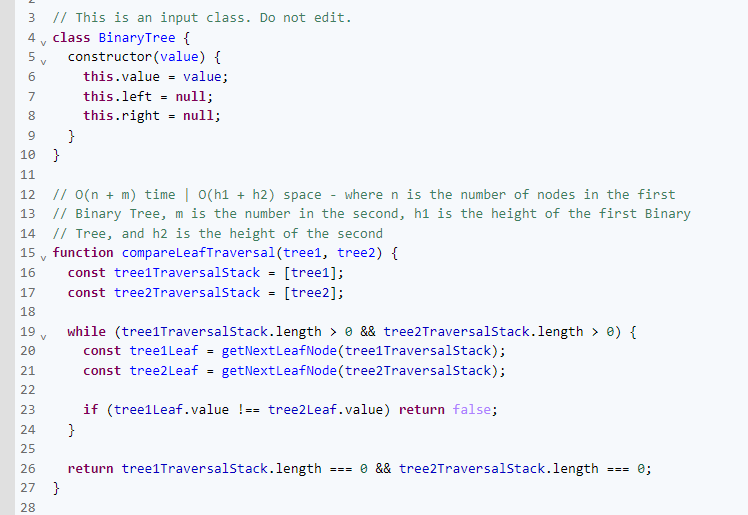 3 // This is an input class. Do not edit.
4 class BinaryTree {
5 constructor(value) {
6 this.value = value;
7 this.left = null;
8 this.right = null;
9 }
10 }
11
12 // O(n + m) time | O(h1 + h2) space - where n is the number of nodes in the first
13 // Binary Tree, m is the number in the second, h1 is the height of the first Binary
14 // Tree, and h2 is the height of the second
15 function compareLeafTraversal(tree1, tree2) {
16 const tree1TraversalStack = [tree1];
17 const tree2TraversalStack = [tree2];
18
19 while (tree1TraversalStack.length > 0 && tree2TraversalStack.length > 0) {
20 const tree1Leaf = getNextLeafNode(tree1TraversalStack);
21 const tree2Leaf = getNextLeafNode(tree2TraversalStack);
22
23 if (tree1Leaf.value !== tree2Leaf.value) return false;
24 }
25
26 return tree1TraversalStack.length === 0 && tree2TraversalStack.length === 0;
27 }
28